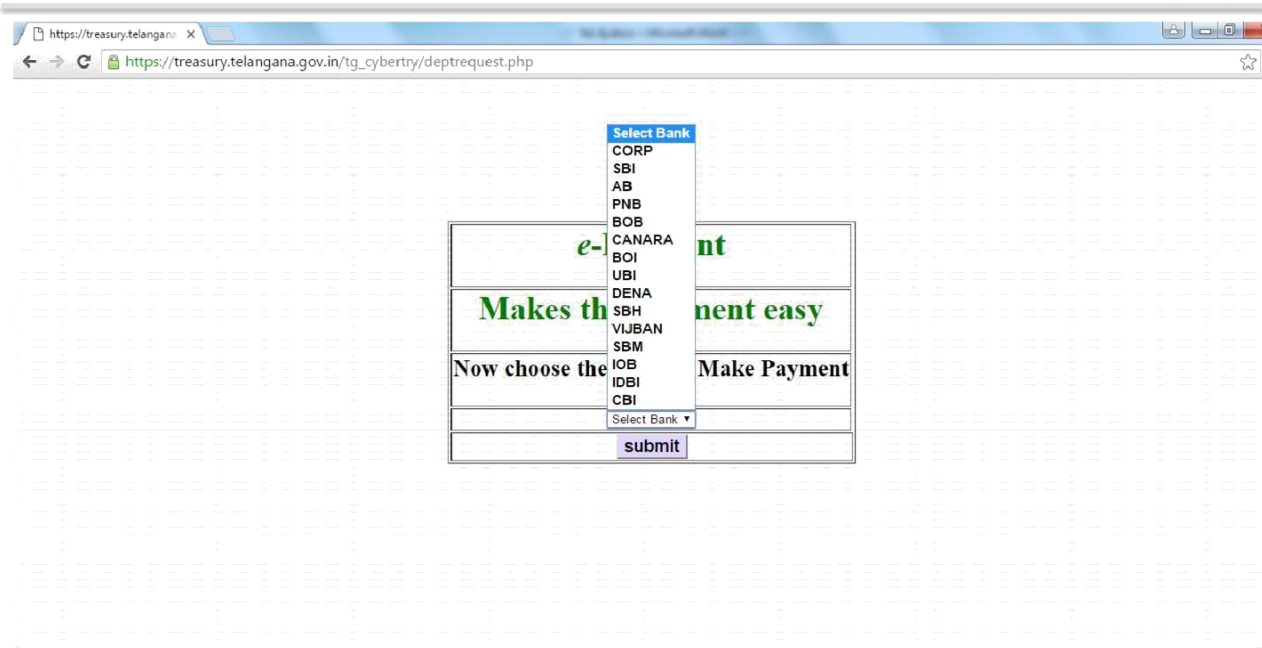 https://treasury.telangana
https://treasury.telangana.gov.in/tg_cybertry/deptrequest.php
Select Bank
CORP
SBI
AB
PNB
BOB
CANARA
BOI
UBI
DENA
SBH
VIJBAN
SBM
IOB
IDBI
CBI
e- nt
Makes th ment easy
Now choose the Make Payment
Select Bank
submit